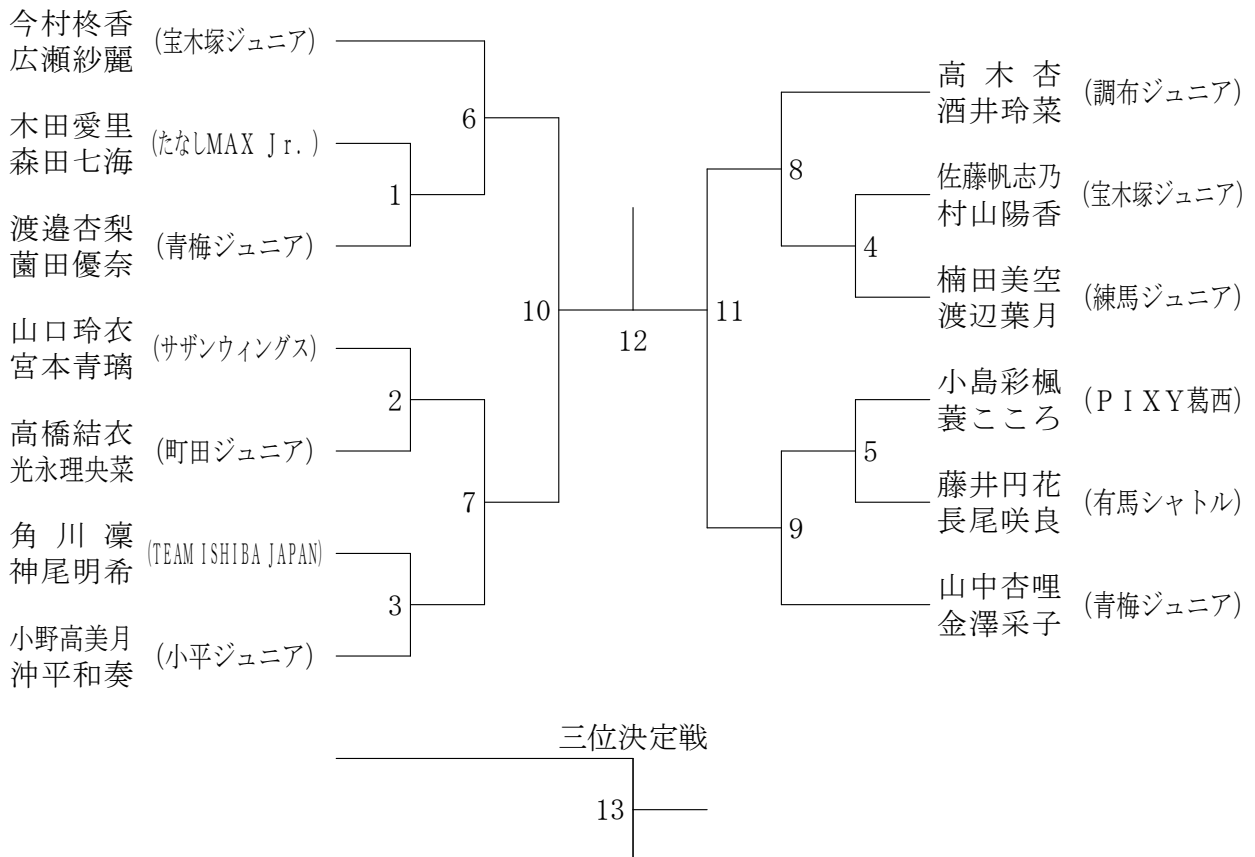 今村柊香
広瀬紗麗
(宝木塚ジュニア)
6
木田愛里
森田七海
(たなしMAX Jr.)
1
渡邉杏梨
薗田優奈
(青梅ジュニア)
10
山口玲衣
宮本青璃
(サザンウィングス)
2
高橋結衣
光永理央菜
(町田ジュニア)
7
角川凜
神尾明希
(TEAM ISHIBA JAPAN)
3
小野高美月
沖平和奏
(小平ジュニア)
12
高木杏
酒井玲菜
(調布ジュニア)
8
佐藤帆志乃
村山陽香
(宝木塚ジュニア)
4
楠田美空
渡辺葉月
(練馬ジュニア)
11
小島彩楓
蓑こころ
(PIXY葛西)
5
藤井円花
長尾咲良
(有馬シャトル)
9
山中杏哩
金澤采子
(青梅ジュニア)
三位決定戦
13